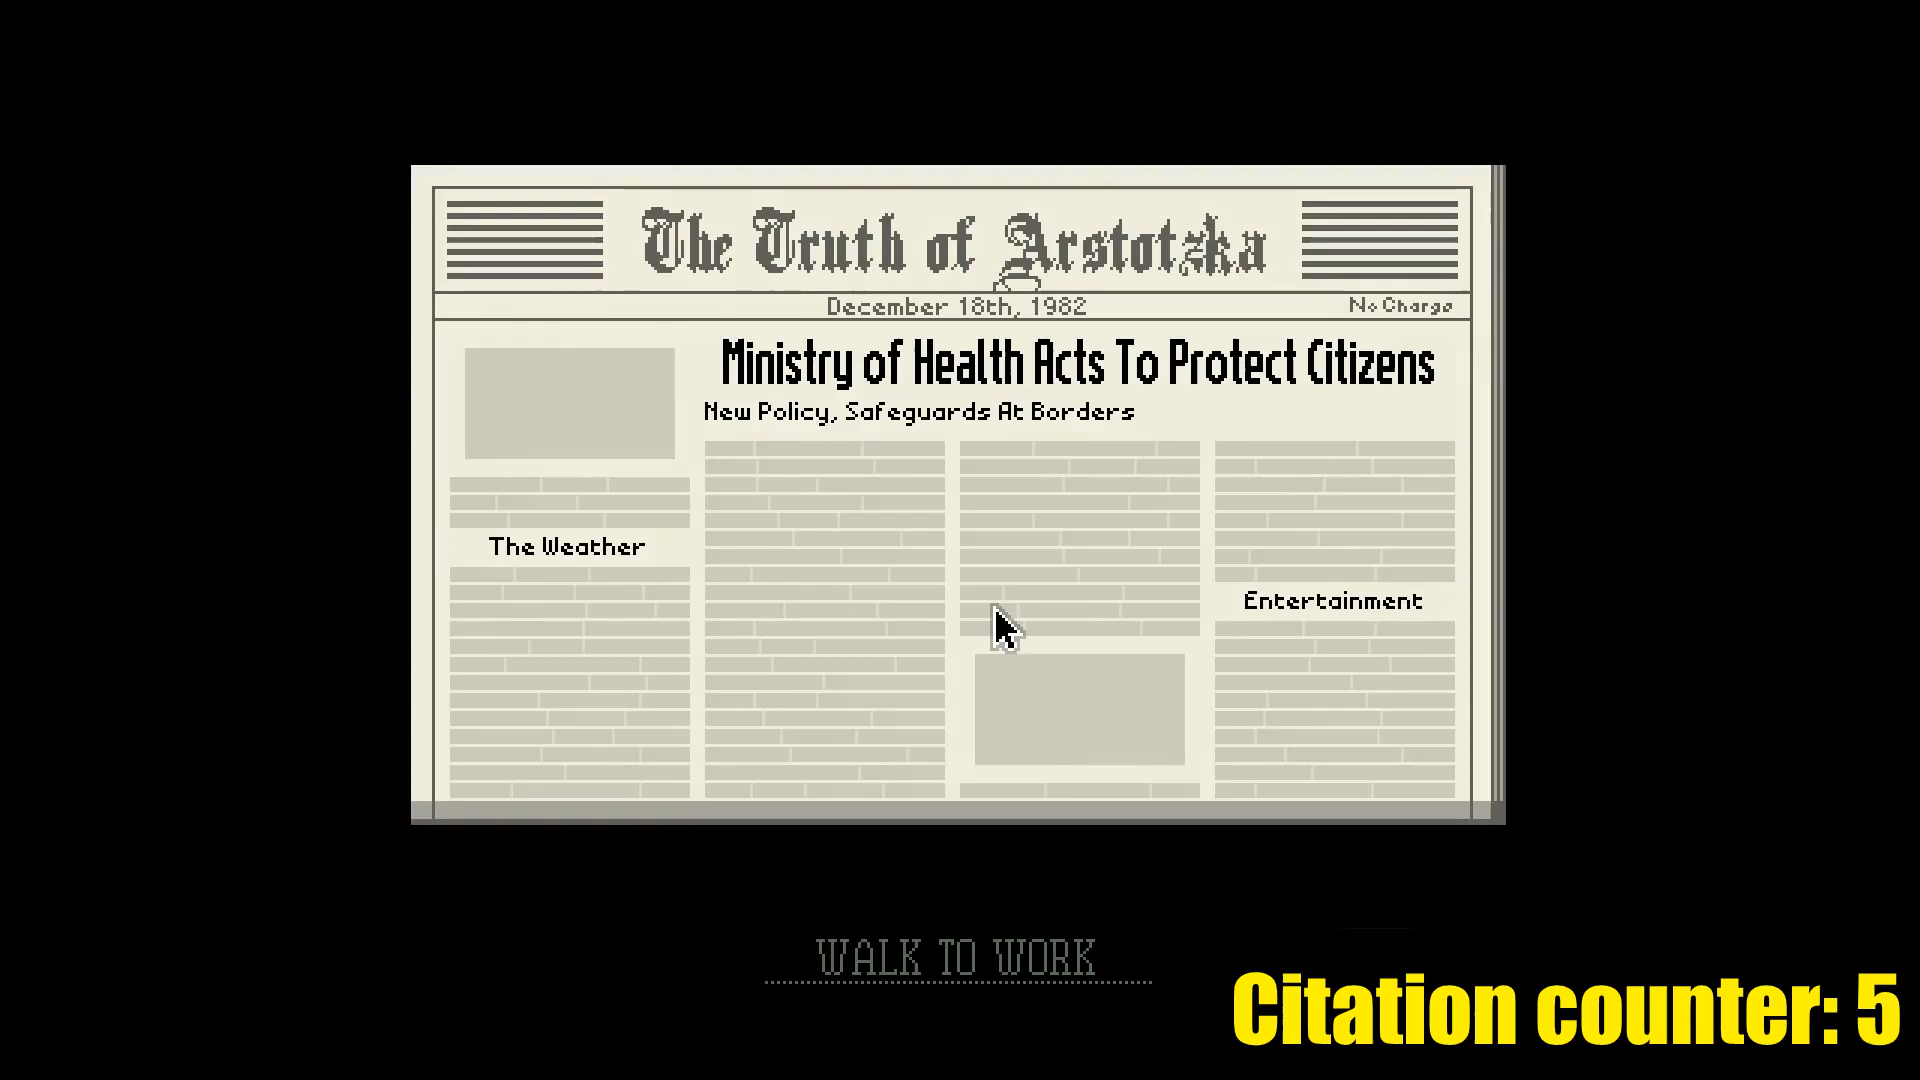 The Truth of Arstotzka
December 18th, 1982
No Charge
Ministry of Health Acts To Protect Citizens
New Policy, Safeguards At Borders
The Weather
Entertainment
WALK TO WORK
Citation counter: 5